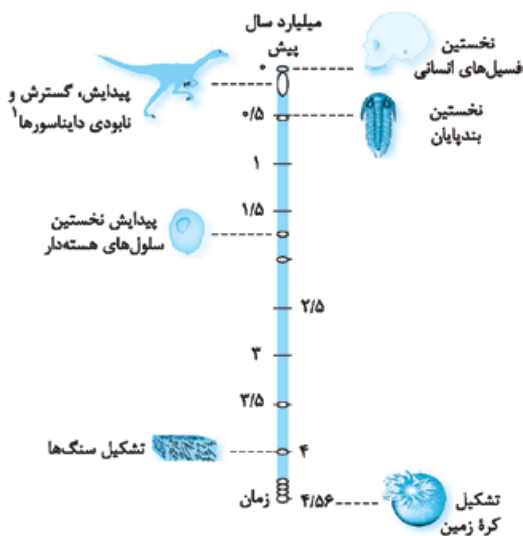 میلیارد سال
پیش
نخستین
فسیل‌های انسانی
۰
پیدایش، گسترش و
نابودی دایناسورها۱
نخستین
بندپایان
۰/۵
۱
۱/۵
پیدایش نخستین
سلول‌های هسته‌دار
۲/۵
۳
۳/۵
تشکیل سنگ‌ها
۴
تشکیل
کرهٔ زمین
۴/۵۶
زمان